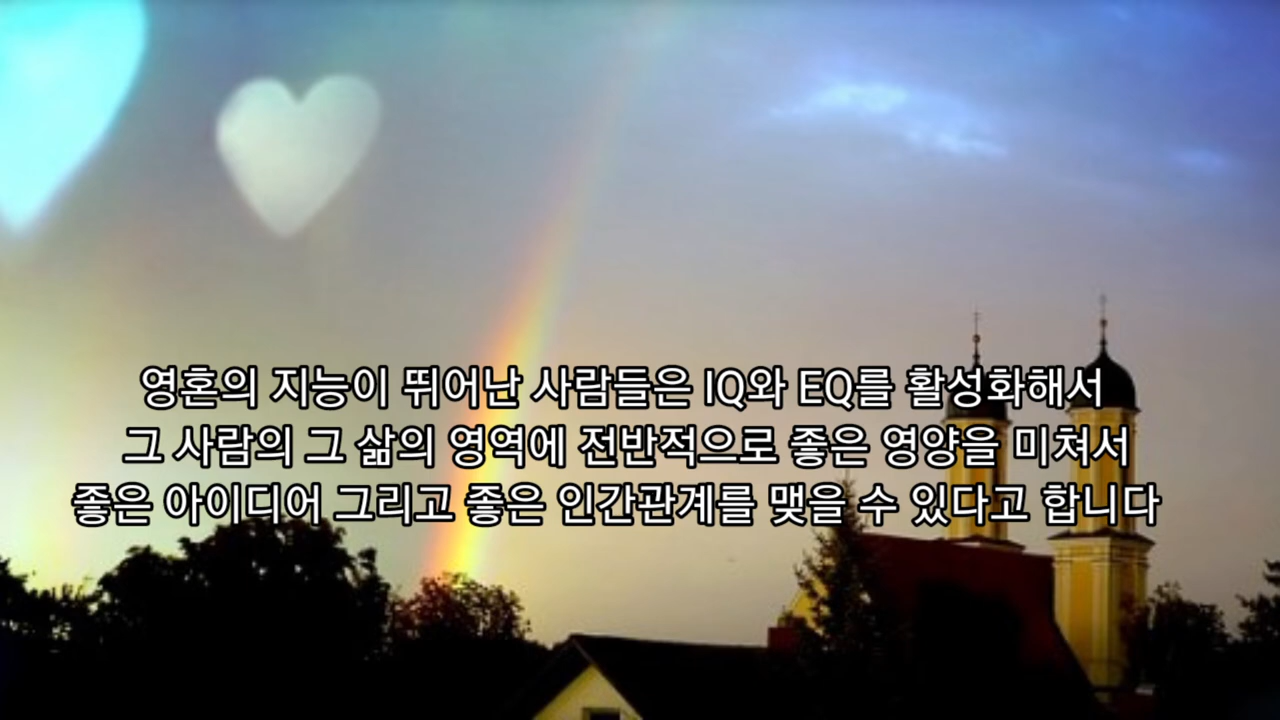 영혼의 지능이 뛰어난 사람들은 IQ와 EQ를 활성화해서
그 사람의 그 삶의 영역에 전반적으로 좋은 영양을 미쳐서
좋은 아이디어 그리고 좋은 인간관계를 맺을 수 있다고 합니다